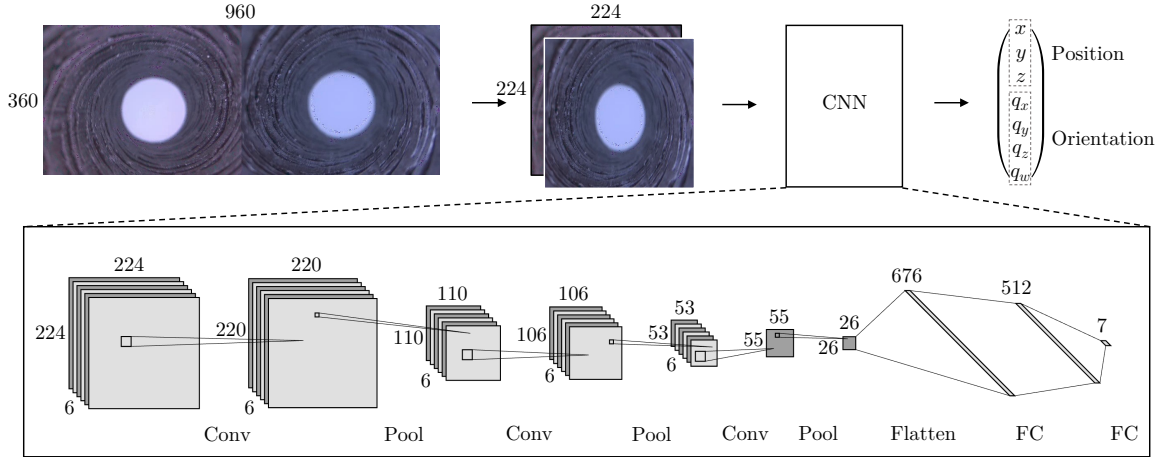 960
360
224
224
CNN
x
y
z
q_x
q_y
q_z
q_w
Position
Orientation
224
224
6
220
220
6
110
110
6
106
106
6
53
53
6
55
55
26
26
676
512
7
Conv
Pool
Conv
Pool
Conv
Pool
Flatten
FC
FC